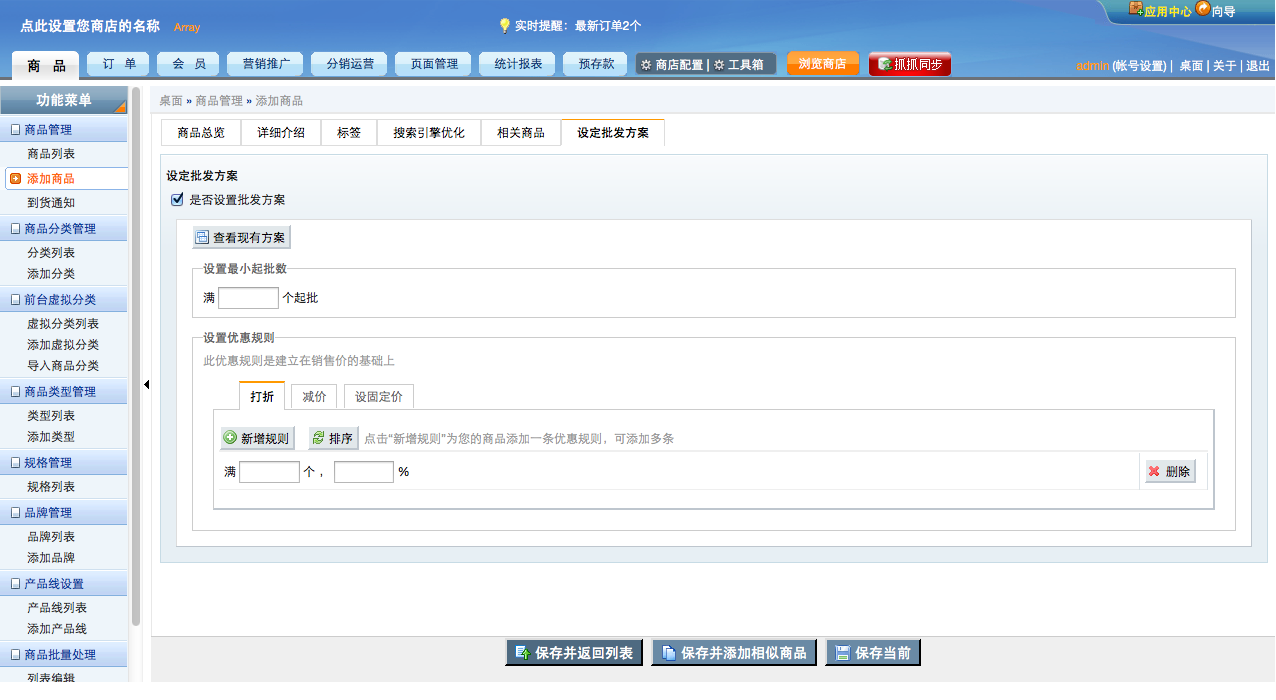 点此设置您商店的名称 Array
实时提醒：最新订单2个
应用中心 向导
商 品 订 单 会 员 营销推广 分销运营 页面管理 统计报表 预存款 商店配置 | 工具箱 浏览商店 抓抓同步
admin (帐号设置) | 桌面 | 关于 | 退出
功能菜单
商品管理
商品列表
添加商品
到货通知
商品分类管理
分类列表
添加分类
前台虚拟分类
虚拟分类列表
添加虚拟分类
导入商品分类
商品类型管理
类型列表
添加类型
规格管理
规格列表
品牌管理
品牌列表
添加品牌
产品线设置
产品线列表
添加产品线
商品批量处理
列表编辑
桌面 » 商品管理 » 添加商品
商品总览 详细介绍 标签 搜索引擎优化 相关商品 设定批发方案
设定批发方案
是否设置批发方案
查看现有方案
设置最小起批数
满 个起批
设置优惠规则
此优惠规则是建立在销售价的基础上
打折 减价 设固定价
新增规则 排序 点击“新增规则”为您的商品添加一条优惠规则，可添加多条
满 个， % 删除
保存并返回列表 保存并添加相似商品 保存当前